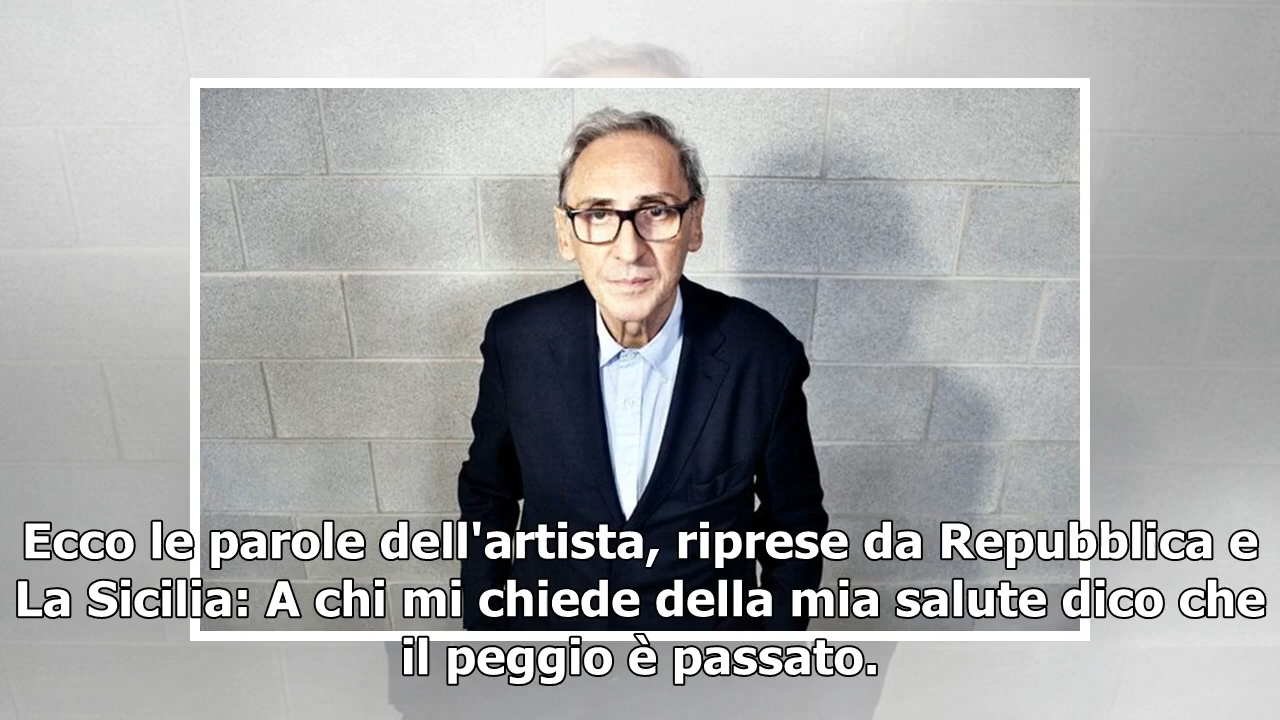 Ecco le parole dell'artista, riprese da Repubblica e
La Sicilia: A chi mi chiede della mia salute dico che
il peggio è passato.